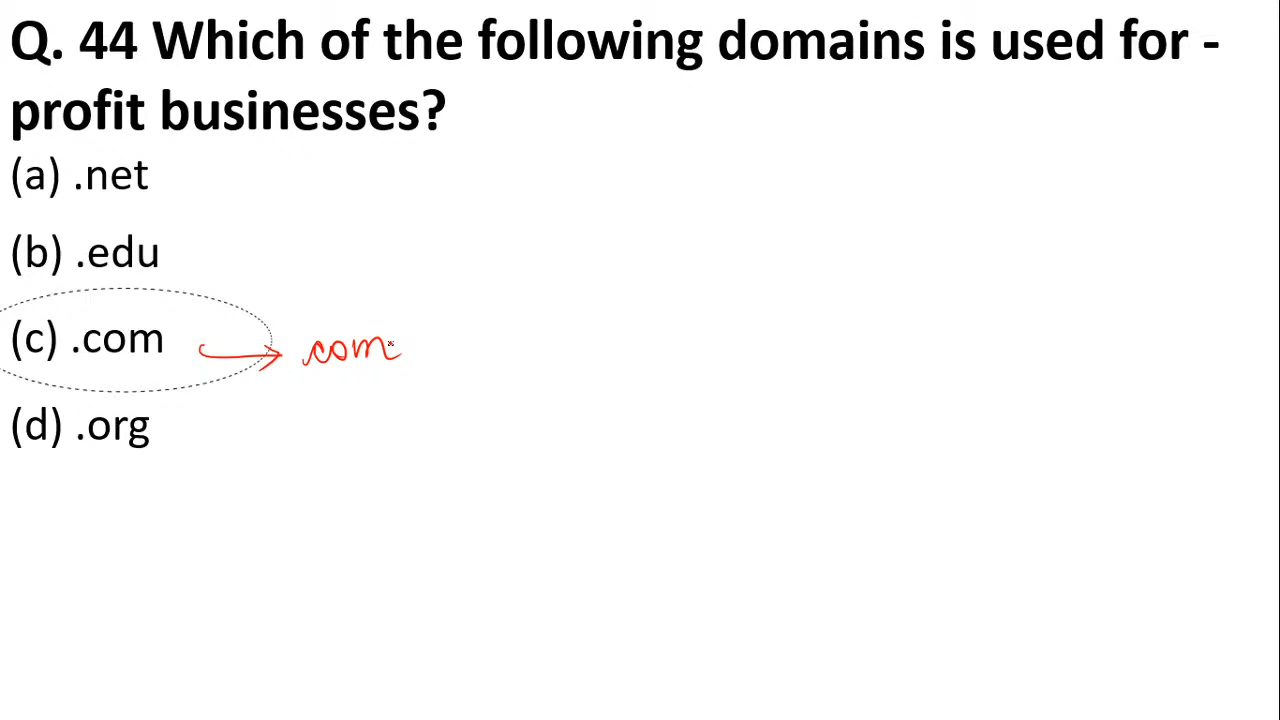 Q. 44 Which of the following domains is used for -
profit businesses?
(a) .net
(b) .edu
(c) .com .com
(d) .org